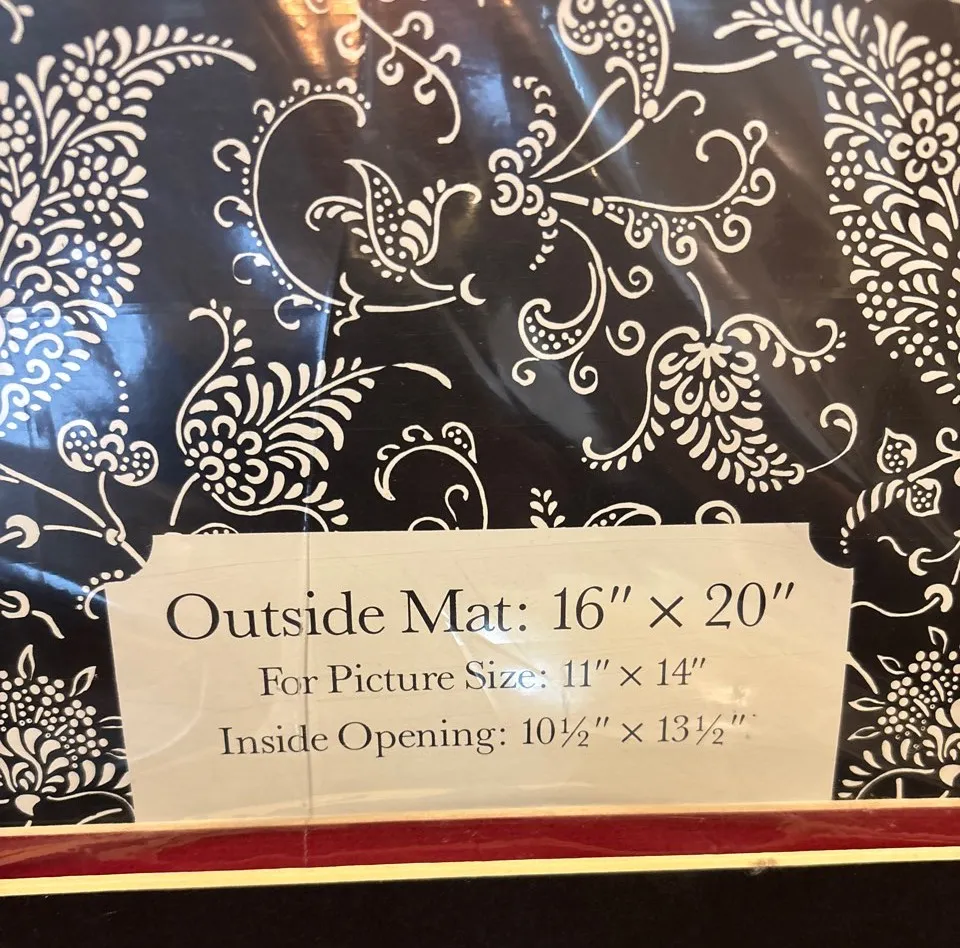 Outside Mat: 16″ × 20″
For Picture Size: 11″ × 14″
Inside Opening: 10½″ × 13½″